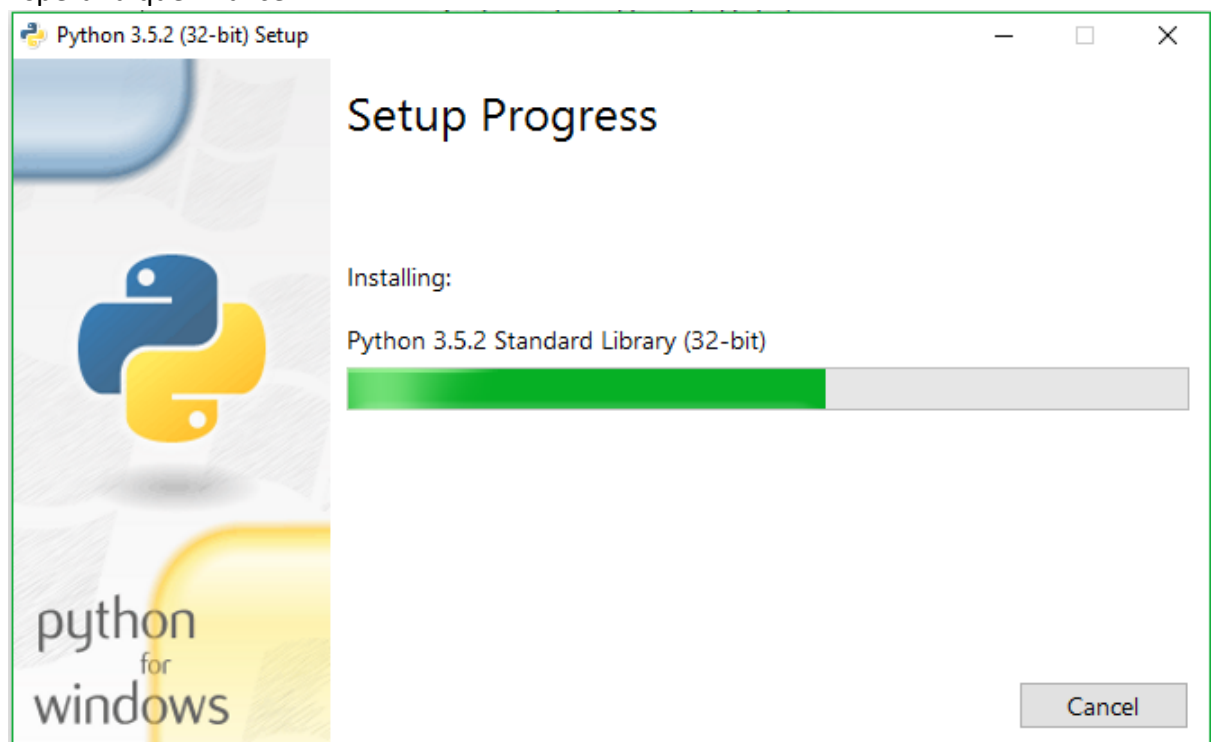 Python 3.5.2 (32-bit) Setup
Setup Progress
Installing:
Python 3.5.2 Standard Library (32-bit)
python
for
windows
Cancel